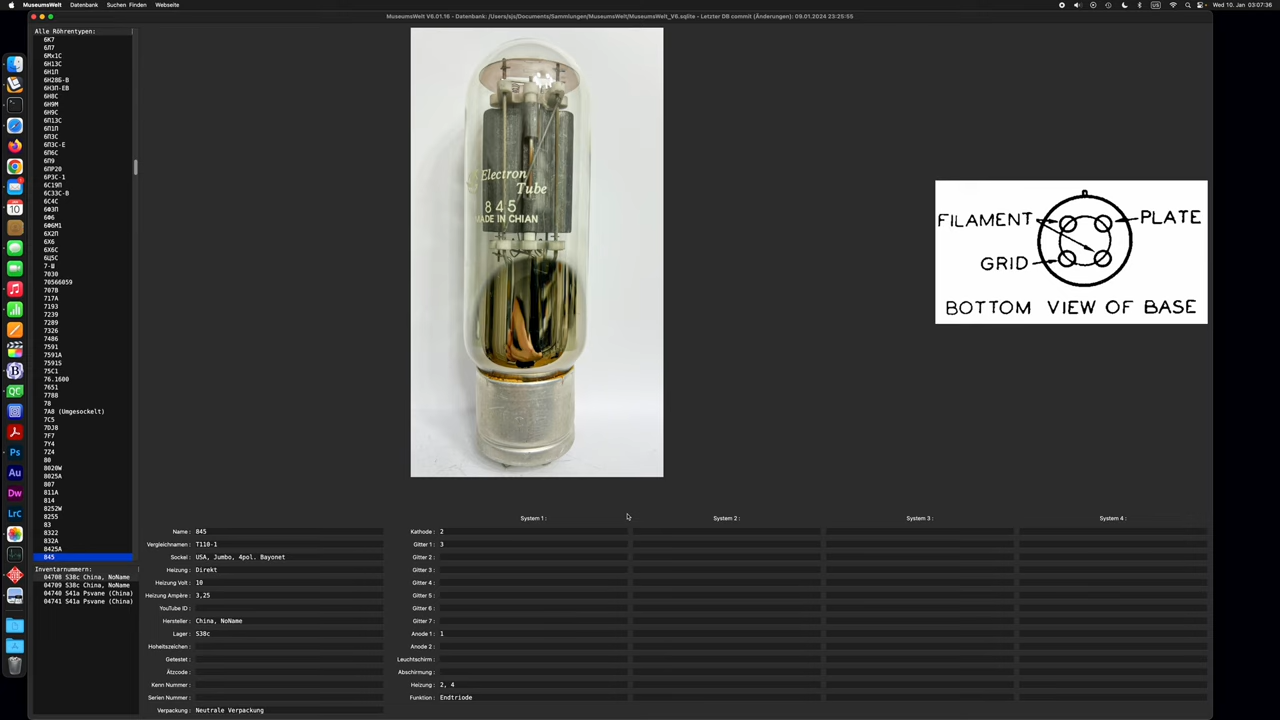 MuseumsWelt Datenbank Suchen Finden Webseite
US
Wed 10. Jan. 03:07:36
MuseumsWelt V6.01.16 - Datenbank: /Users/sjs/Documents/Sammlungen/MuseumsWelt/MuseumsWelt_V6.sqlite - Letzter DB commit (Änderungen): 09.01.2024 23:25:55
Alle Röhrentypen:
6К7
6Л7
6Мх1С
6Н13С
6Н1П
6Н28Б-В
6Н3П-ЕВ
6Н8С
6Н9М
6Н9С
6П13С
6П1П
6П3С
6П3С-Е
6П6С
6П9
6ПР20
6Р3С-1
6С19П
6С33С-В
6С4С
6Ф3П
6Ф6
6Ф6М1
6Х2П
6Х6
6Х6С
6Ц5С
7-Ш
7030
70566059
707B
717A
7193
7239
7289
7326
7486
7591
7591A
7591S
75C1
76.1600
7651
7788
78
7A8 (Umgesockelt)
7C5
7DJ8
7F7
7Y4
7Z4
80
8020W
8025A
807
811A
814
8252W
8255
83
8322
832A
8425A
845
Inventarnummern:
04708 S38c China, NoName
04709 S38c China, NoName
04740 S41a Psvane (China)
04741 S41a Psvane (China)
Electron
Tube
845
MADE IN CHIAN
FILAMENT
PLATE
GRID
BOTTOM VIEW OF BASE
System 1 :
System 2 :
System 3 :
System 4 :
Name : 845
Vergleichnamen : T110-1
Sockel : USA, Jumbo, 4pol. Bayonet
Heizung : Direkt
Heizung Volt : 10
Heizung Ampère : 3,25
YouTube ID :
Hersteller : China, NoName
Lager : S38c
Hoheitszeichen :
Getestet :
Ätzcode :
Kenn Nummer :
Serien Nummer :
Verpackung : Neutrale Verpackung
Kathode : 2
Gitter 1 : 3
Gitter 2 :
Gitter 3 :
Gitter 4 :
Gitter 5 :
Gitter 6 :
Gitter 7 :
Anode 1 : 1
Anode 2 :
Leuchtschirm :
Abschirmung :
Heizung : 2, 4
Funktion : Endtriode
10
QC
Ps
Au
Dw
LrC